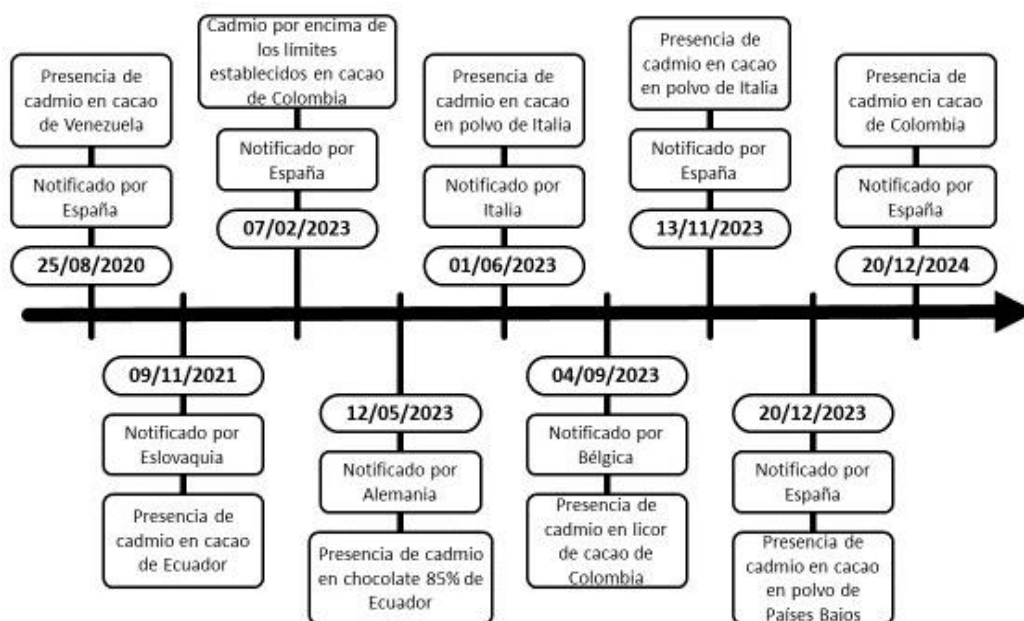 Presencia de
cadmio en cacao
de Venezuela
Notificado por
España
25/08/2020
09/11/2021
Notificado por
Eslovaquia
Presencia de
cadmio en cacao
de Ecuador
Cadmio por encima de
los límites
establecidos en cacao
de Colombia
Notificado por
España
07/02/2023
12/05/2023
Notificado por
Alemania
Presencia de cadmio
en chocolate 85% de
Ecuador
Presencia de
cadmio en cacao
en polvo de Italia
Notificado por
Italia
01/06/2023
04/09/2023
Notificado por
Bélgica
Presencia de
cadmio en licor
de cacao de
Colombia
Presencia de
cadmio en cacao
en polvo de Italia
Notificado por
España
13/11/2023
20/12/2023
Notificado por
España
Presencia de
cadmio en cacao
en polvo de
Países Bajos
Presencia de
cadmio en cacao
de Colombia
Notificado por
España
20/12/2024